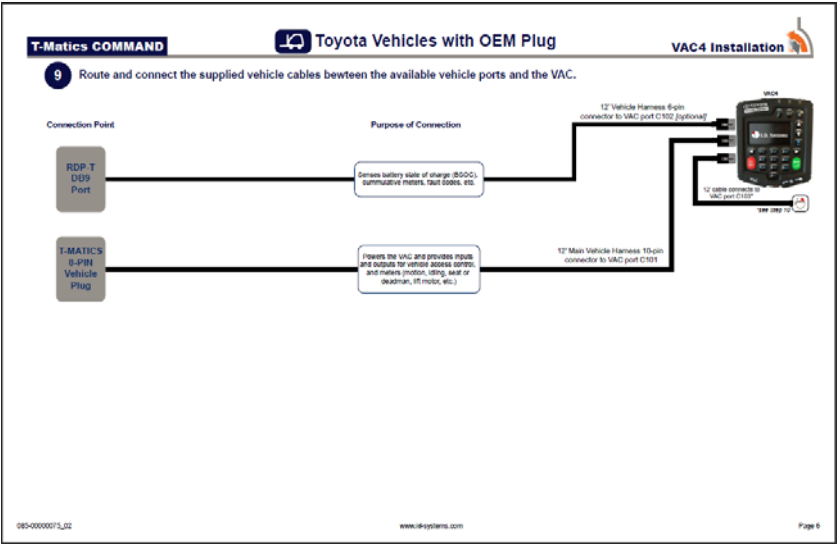 T-Matics COMMAND
Toyota Vehicles with OEM Plug
VAC4 Installation
9
Route and connect the supplied vehicle cables bewteen the available vehicle ports and the VAC.
Connection Point
Purpose of Connection
12' Vehicle Harness 6-pin
connector to VAC port C102 [optional]
VAC4
RDP-T
DB9
Port
Senses battery state of charge (BSOC),
summulative meters, fault codes, etc.
12' cable connects to
VAC port C103*
*see step 10
T-MATICS
8-PIN
Vehicle
Plug
Powers the VAC and provides inputs
and outputs for vehicle access control,
and meters (motion, idling, seat or
deadman, lift motor, etc.)
12' Main Vehicle Harness 10-pin
connector to VAC port C101
085-00000075_02
www.id-systems.com
Page 6